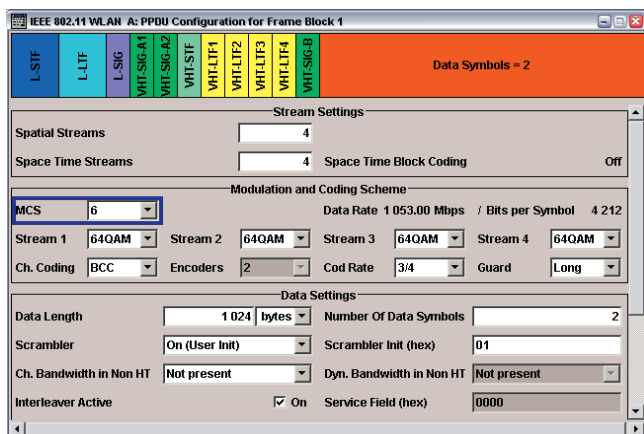 IEEE 802.11 WLAN A: PPDU Configuration for Frame Block 1
L-STF L-LTF L-SIG VHT-SIG-A1 VHT-SIG-A2 VHT-STF VHT-LTF1 VHT-LTF2 VHT-LTF3 VHT-LTF4 VHT-SIG-B Data Symbols = 2
Stream Settings
Spatial Streams 4
Space Time Streams 4 Space Time Block Coding Off
Modulation and Coding Scheme
MCS 6 Data Rate 1 053.00 Mbps / Bits per Symbol 4 212
Stream 1 64QAM Stream 2 64QAM Stream 3 64QAM Stream 4 64QAM
Ch. Coding BCC Encoders 2 Cod Rate 3/4 Guard Long
Data Settings
Data Length 1 024 bytes Number Of Data Symbols 2
Scrambler On (User Init) Scrambler Init (hex) 01
Ch. Bandwidth in Non HT Not present Dyn. Bandwidth in Non HT Not present
Interleaver Active On Service Field (hex) 0000